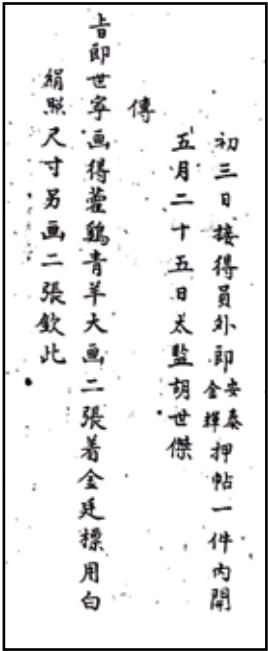 初三日接得員外郎安泰金輝押帖一件內開
五月二十五日太監胡世傑
傳
旨郎世寧画得藿鷄青羊大画二張着金廷標用白
絹照尺寸另画二張欽此